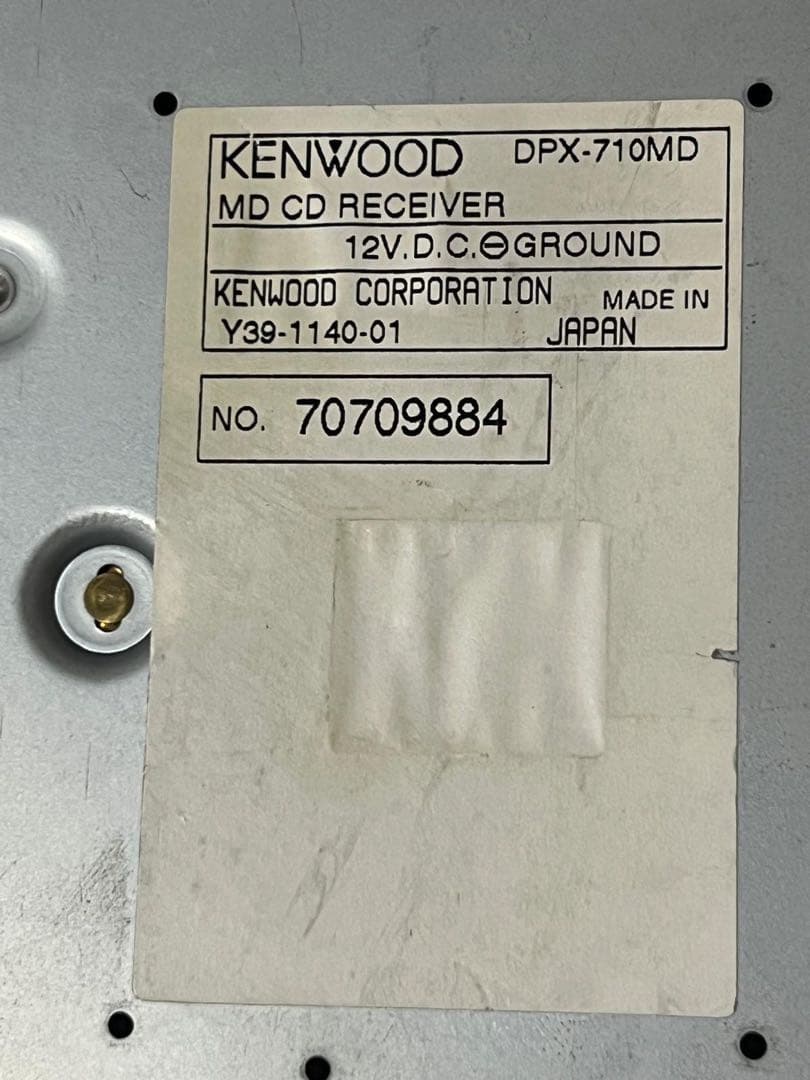 KENWOOD DPX-710MD
MD CD RECEIVER
12V.D.C.⊖GROUND
KENWOOD CORPORATION MADE IN
Y39-1140-01 JAPAN
NO. 70709884